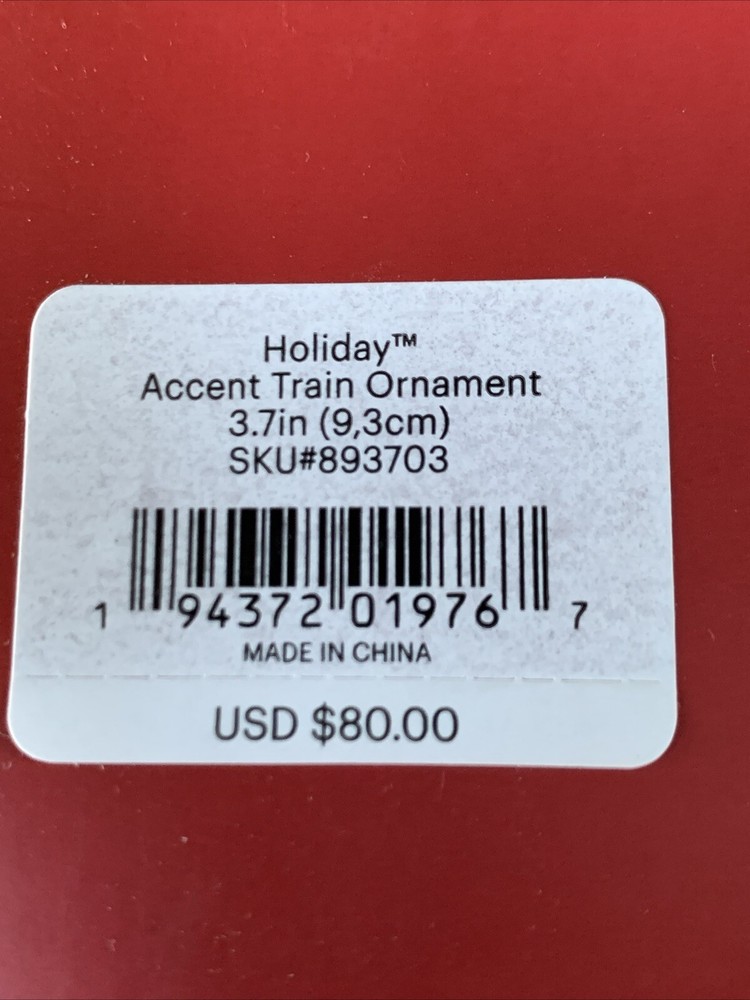 Holiday™
Accent Train Ornament
3.7in (9,3cm)
SKU#893703
1 94372 01976 7
MADE IN CHINA
USD $80.00